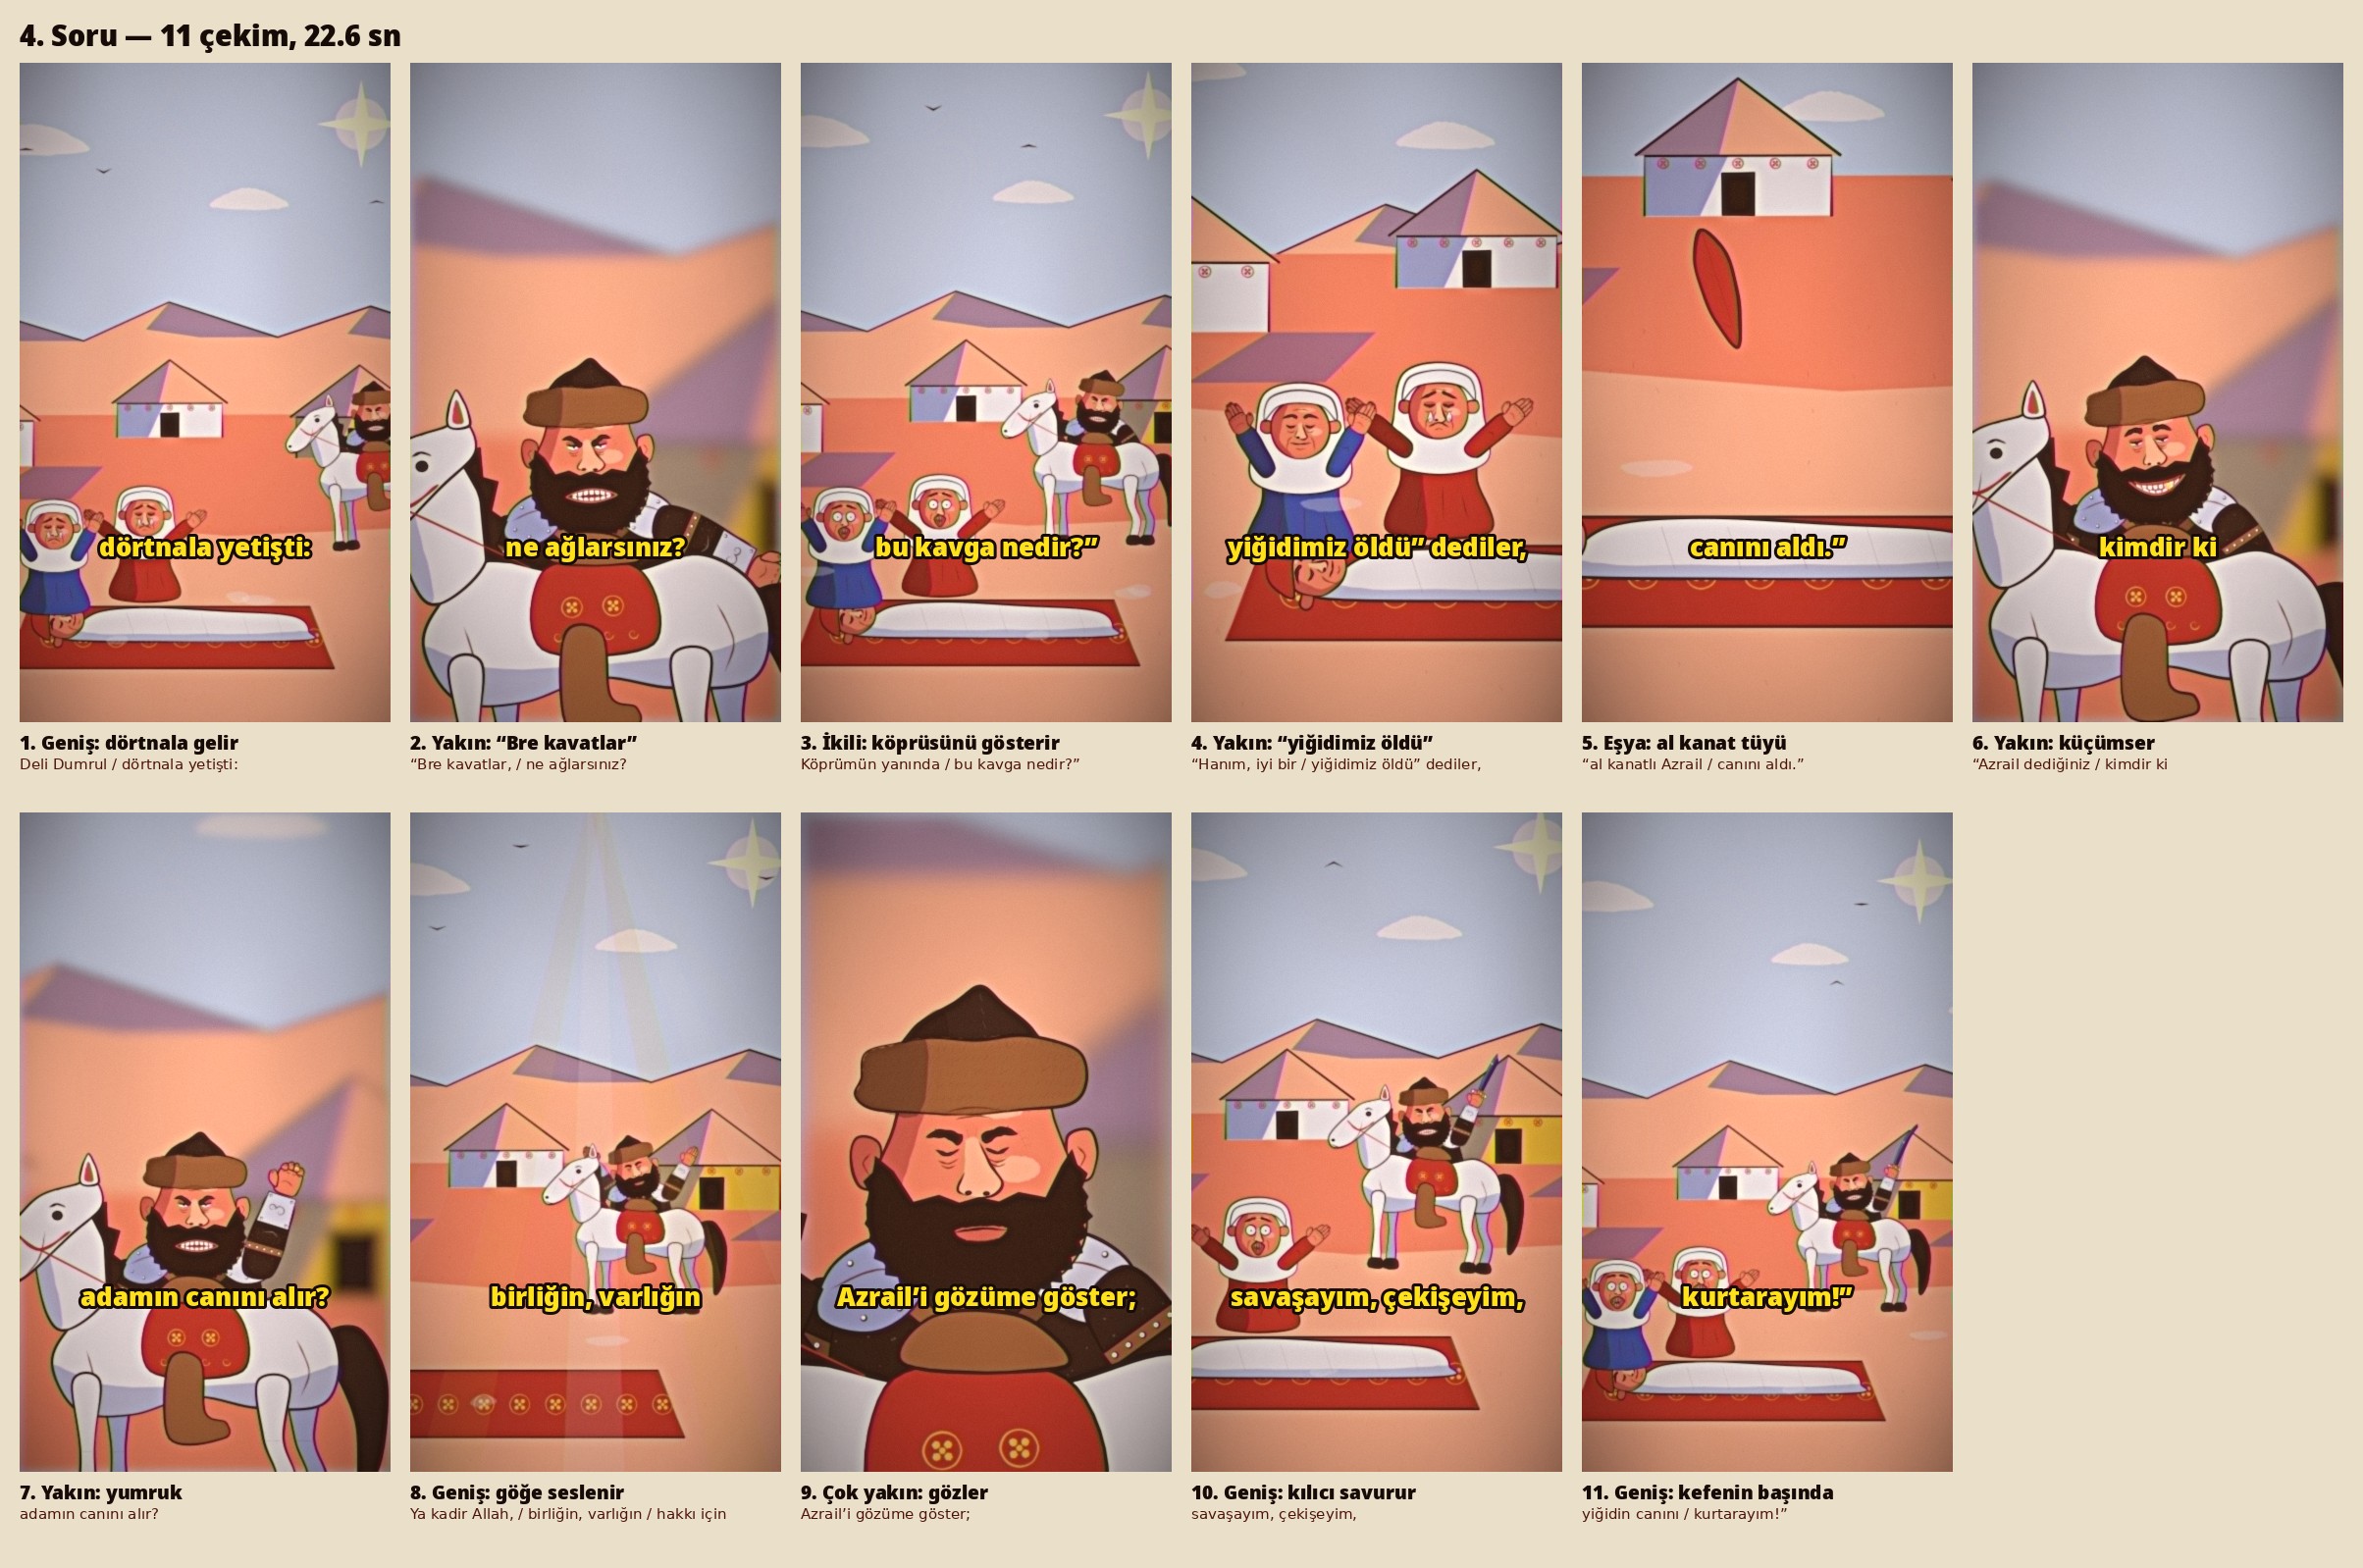 4. Soru — 11 çekim, 22.6 sn
dörtnala yetişti:
ne ağlarsınız?
bu kavga nedir?”
yiğidimiz öldü” dediler,
canını aldı.”
kimdir ki
1. Geniş: dörtnala gelir
Deli Dumrul / dörtnala yetişti:
2. Yakın: “Bre kavatlar”
“Bre kavatlar, / ne ağlarsınız?
3. İkili: köprüsünü gösterir
Köprümün yanında / bu kavga nedir?”
4. Yakın: “yiğidimiz öldü”
“Hanım, iyi bir / yiğidimiz öldü” dediler,
5. Eşya: al kanat tüyü
“al kanatlı Azrail / canını aldı.”
6. Yakın: küçümser
“Azrail dediğiniz / kimdir ki
adamın canını alır?
birliğin, varlığın
Azrail’i gözüme göster;
savaşayım, çekişeyim,
kurtarayım!”
7. Yakın: yumruk
adamın canını alır?
8. Geniş: göğe seslenir
Ya kadir Allah, / birliğin, varlığın / hakkı için
9. Çok yakın: gözler
Azrail’i gözüme göster;
10. Geniş: kılıcı savurur
savaşayım, çekişeyim,
11. Geniş: kefenin başında
yiğidin canını / kurtarayım!”